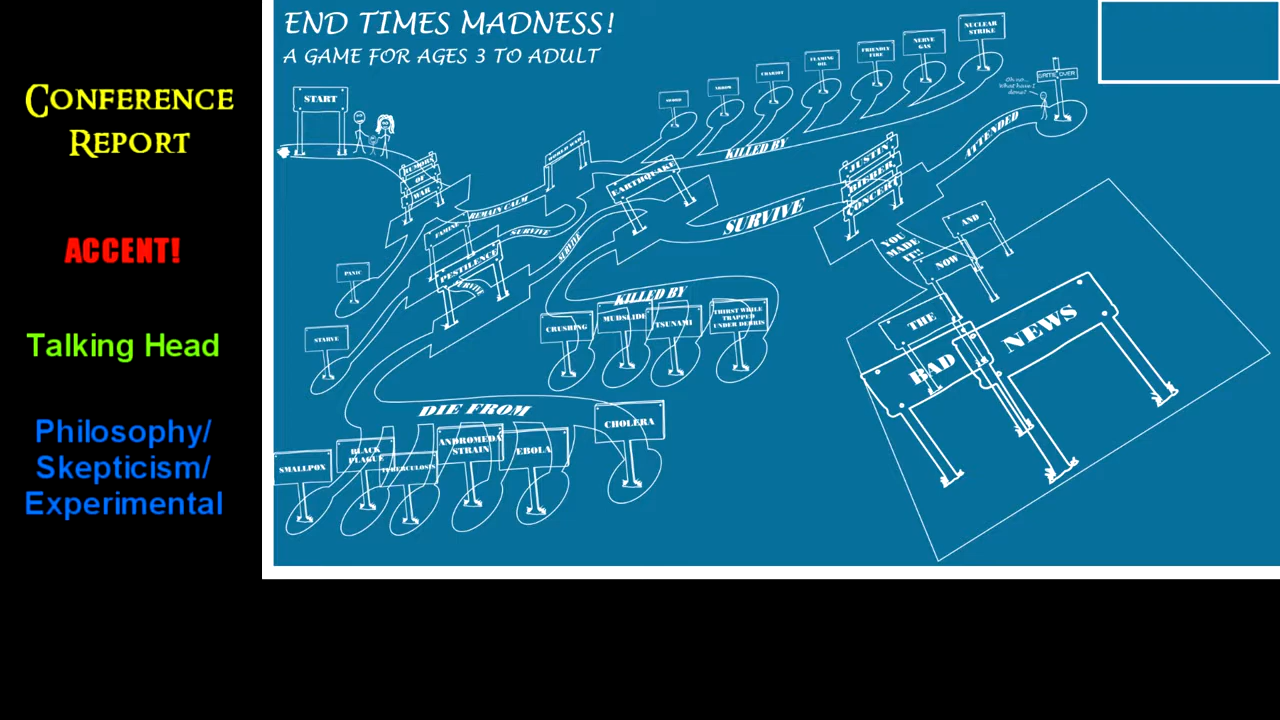 CONFERENCE
REPORT
ACCENT!
Talking Head
Philosophy/
Skepticism/
Experimental
END TIMES MADNESS!
A GAME FOR AGES 3 TO ADULT
START
RUMORS
OF
WAR
PANIC
REMAIN CALM
FAMINE
STARVE
SURVIVE
PESTILENCE
SURVIVE
SURVIVE
WORLD WAR
EARTHQUAKE
KILLED BY
SWORD
ARROW
CHARIOT
FLAMING
OIL
FRIENDLY
FIRE
NERVE
GAS
NUCLEAR
STRIKE
SURVIVE
JUSTIN
BIEBER
CONCERT
ATTENDED
Oh no...
What have I
done?
GAME OVER
YOU
MADE
IT!!
KILLED BY
CRUSHING
MUDSLIDE
TSUNAMI
THIRST WHILE
TRAPPED
UNDER DEBRIS
DIE FROM
SMALLPOX
BLACK
PLAGUE
TUBERCULOSIS
ANDROMEDA
STRAIN
EBOLA
CHOLERA
AND
NOW
THE
BAD NEWS